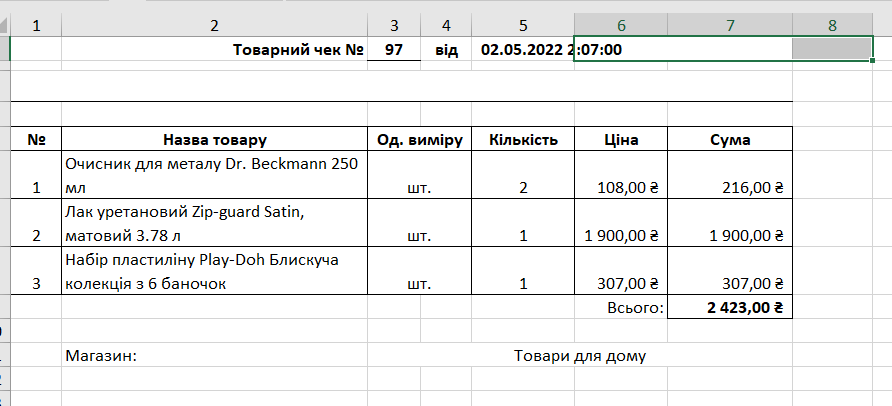 1 2 3 4 5 6 7 8
Товарний чек № 97 від 02.05.2022 2:07:00
№ Назва товару Од. виміру Кількість Ціна Сума
Очисник для металу Dr. Beckmann 250
1 мл шт. 2 108,00 ₴ 216,00 ₴
Лак уретановий Zip-guard Satin,
2 матовий 3.78 л шт. 1 1 900,00 ₴ 1 900,00 ₴
Набір пластиліну Play-Doh Блискуча
3 колекція з 6 баночок шт. 1 307,00 ₴ 307,00 ₴
Всього: 2 423,00 ₴
Магазин: Товари для дому